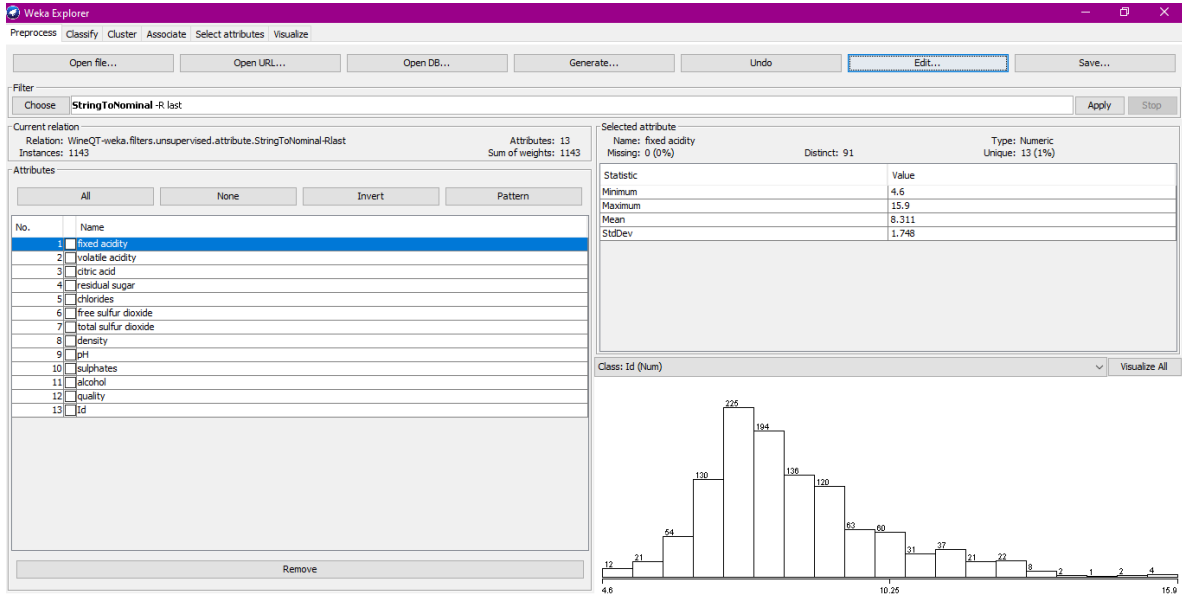 Weka Explorer
Preprocess Classify Cluster Associate Select attributes Visualize
Open file... Open URL... Open DB... Generate... Undo Edit... Save...
Filter
Choose StringToNominal -R last Apply Stop
Current relation
Relation: WineQT-weka.filters.unsupervised.attribute.StringToNominal-Rlast Attributes: 13
Instances: 1143 Sum of weights: 1143
Attributes
All None Invert Pattern
No. Name
1 fixed acidity
2 volatile acidity
3 citric acid
4 residual sugar
5 chlorides
6 free sulfur dioxide
7 total sulfur dioxide
8 density
9 pH
10 sulphates
11 alcohol
12 quality
13 Id
Remove
Selected attribute
Name: fixed acidity Type: Numeric
Missing: 0 (0%) Distinct: 91 Unique: 13 (1%)
Statistic Value
Minimum 4.6
Maximum 15.9
Mean 8.311
StdDev 1.748
Class: Id (Num) Visualize All
12 21 54 130 225 194 136 120 63 60 31 37 21 22 8 2 1 2 4
4.6 10.25 15.9